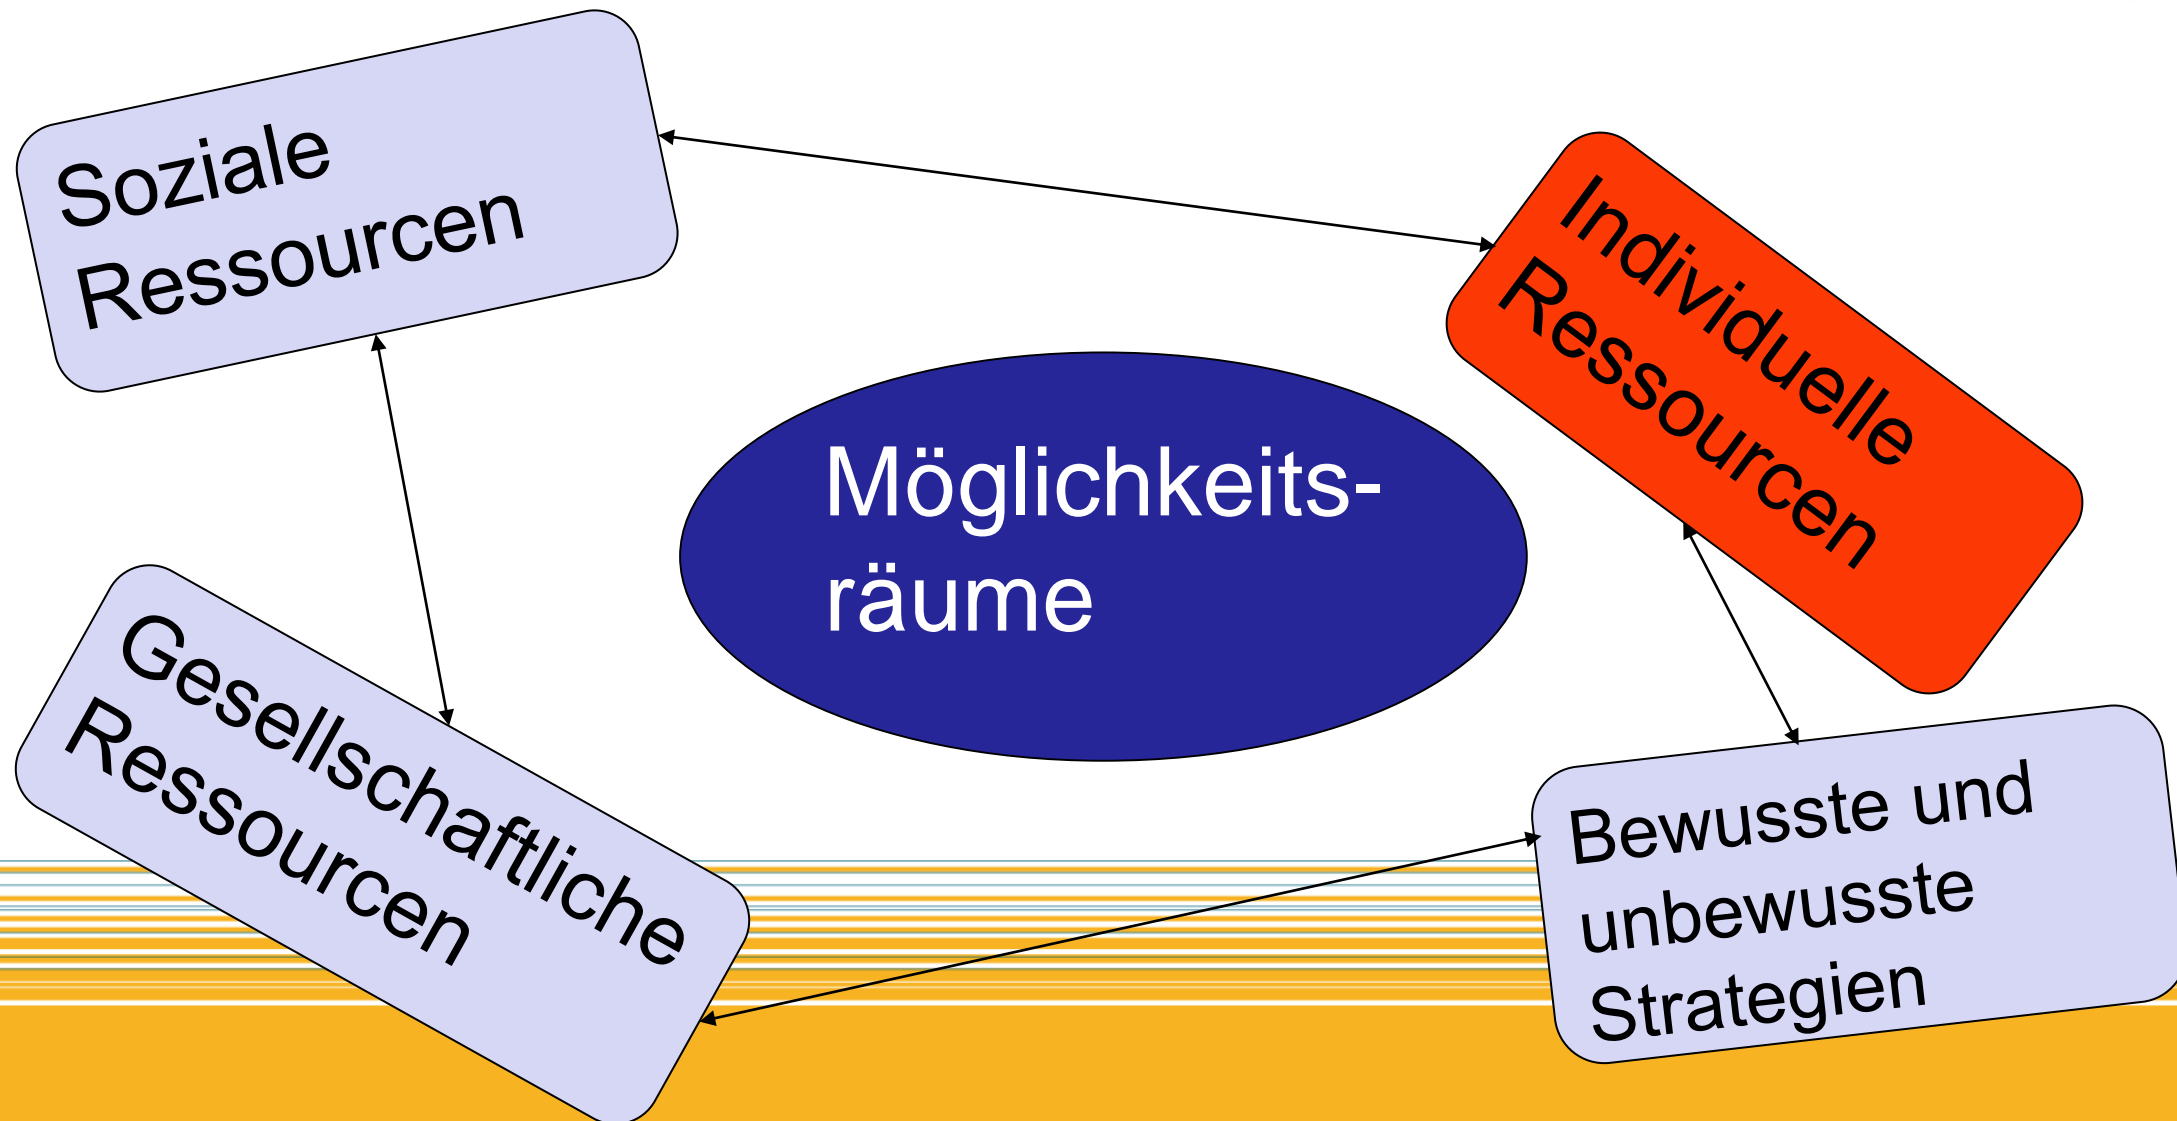 Soziale
Ressourcen
Individuelle
Ressourcen
Möglichkeits-
räume
Gesellschaftliche
Ressourcen
Bewusste und
unbewusste
Strategien